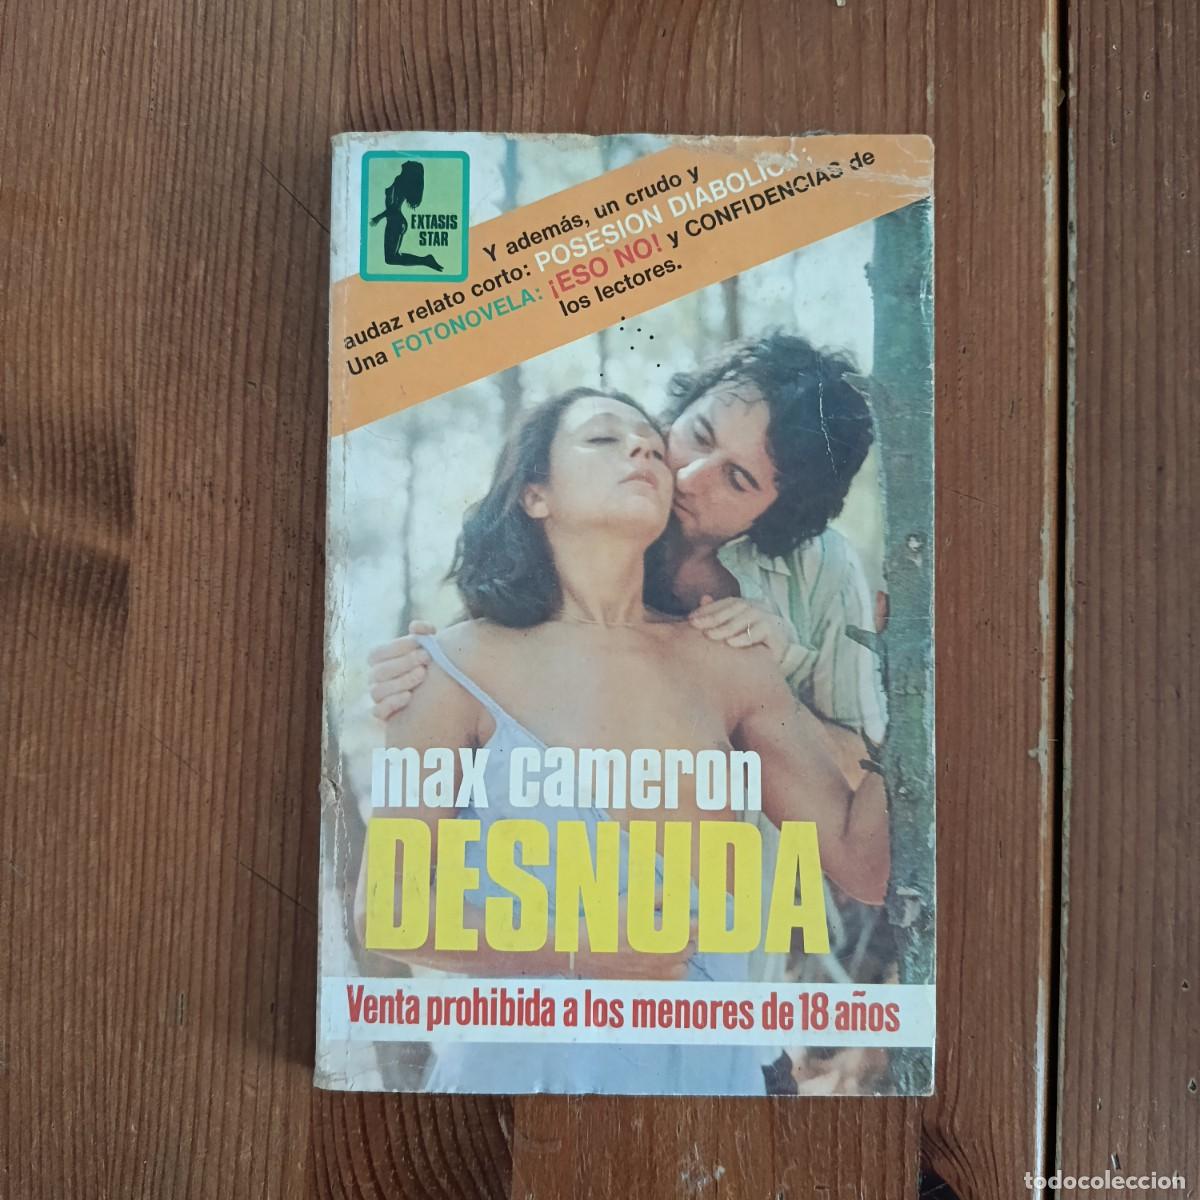 EXTASIS
STAR
Y además, un crudo y
audaz relato corto: POSESION DIABOLICA.
Una FOTONOVELA: ¡ESO NO! y CONFIDENCIAS de
los lectores.
max cameron
DESNUDA
Venta prohibida a los menores de 18 años
todocoleccion